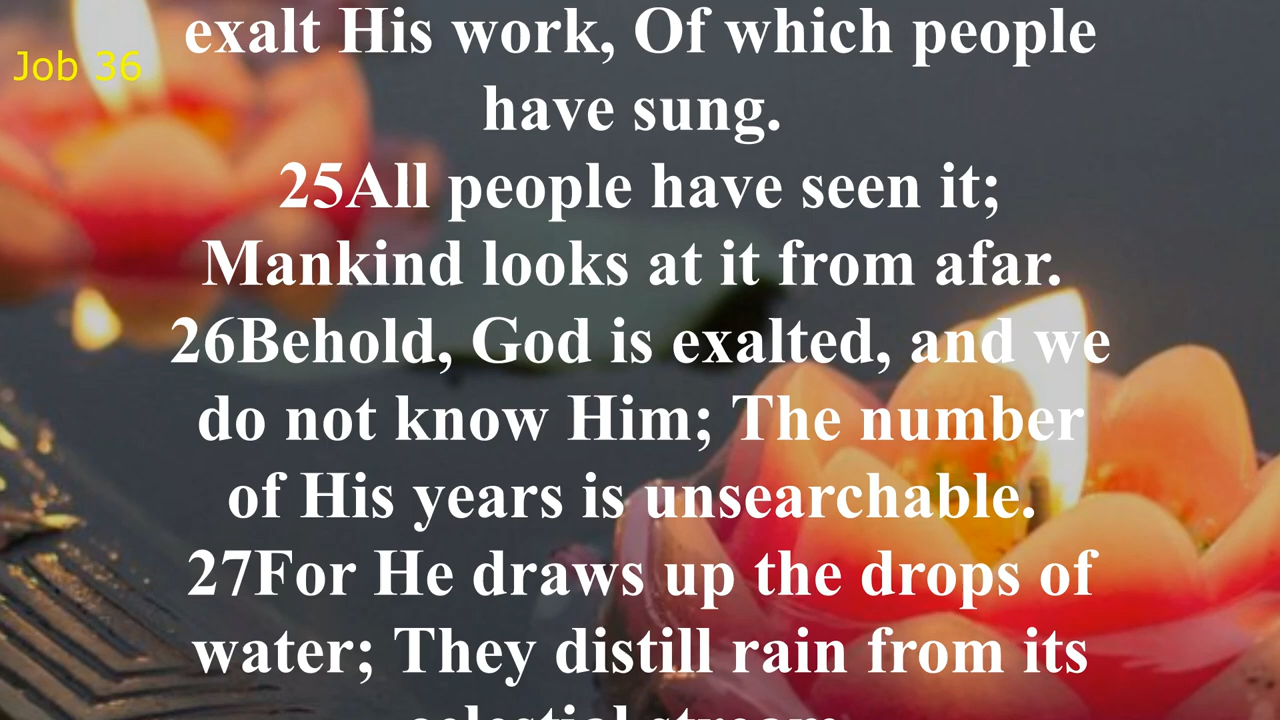 exalt His work, Of which people
Job 36
have sung.
25All people have seen it;
Mankind looks at it from afar.
26Behold, God is exalted, and we
do not know Him; The number
of His years is unsearchable.
27For He draws up the drops of
water; They distill rain from its
celestial stream